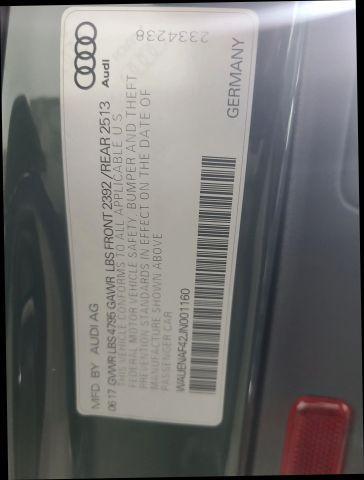 MFD. BY AUDI AG
06 17 GVWR LBS 4795 GAWR LBS FRONT 2392 / REAR 2513
THIS VEHICLE CONFORMS TO ALL APPLICABLE U S
FEDERAL MOTOR VEHICLE SAFETY, BUMPER AND THEFT
PREVENTION STANDARDS IN EFFECT ON THE DATE OF
MANUFACTURE SHOWN ABOVE
PASSENGER CAR
WAUENAF42JN001160
Audi
2334238
GERMANY